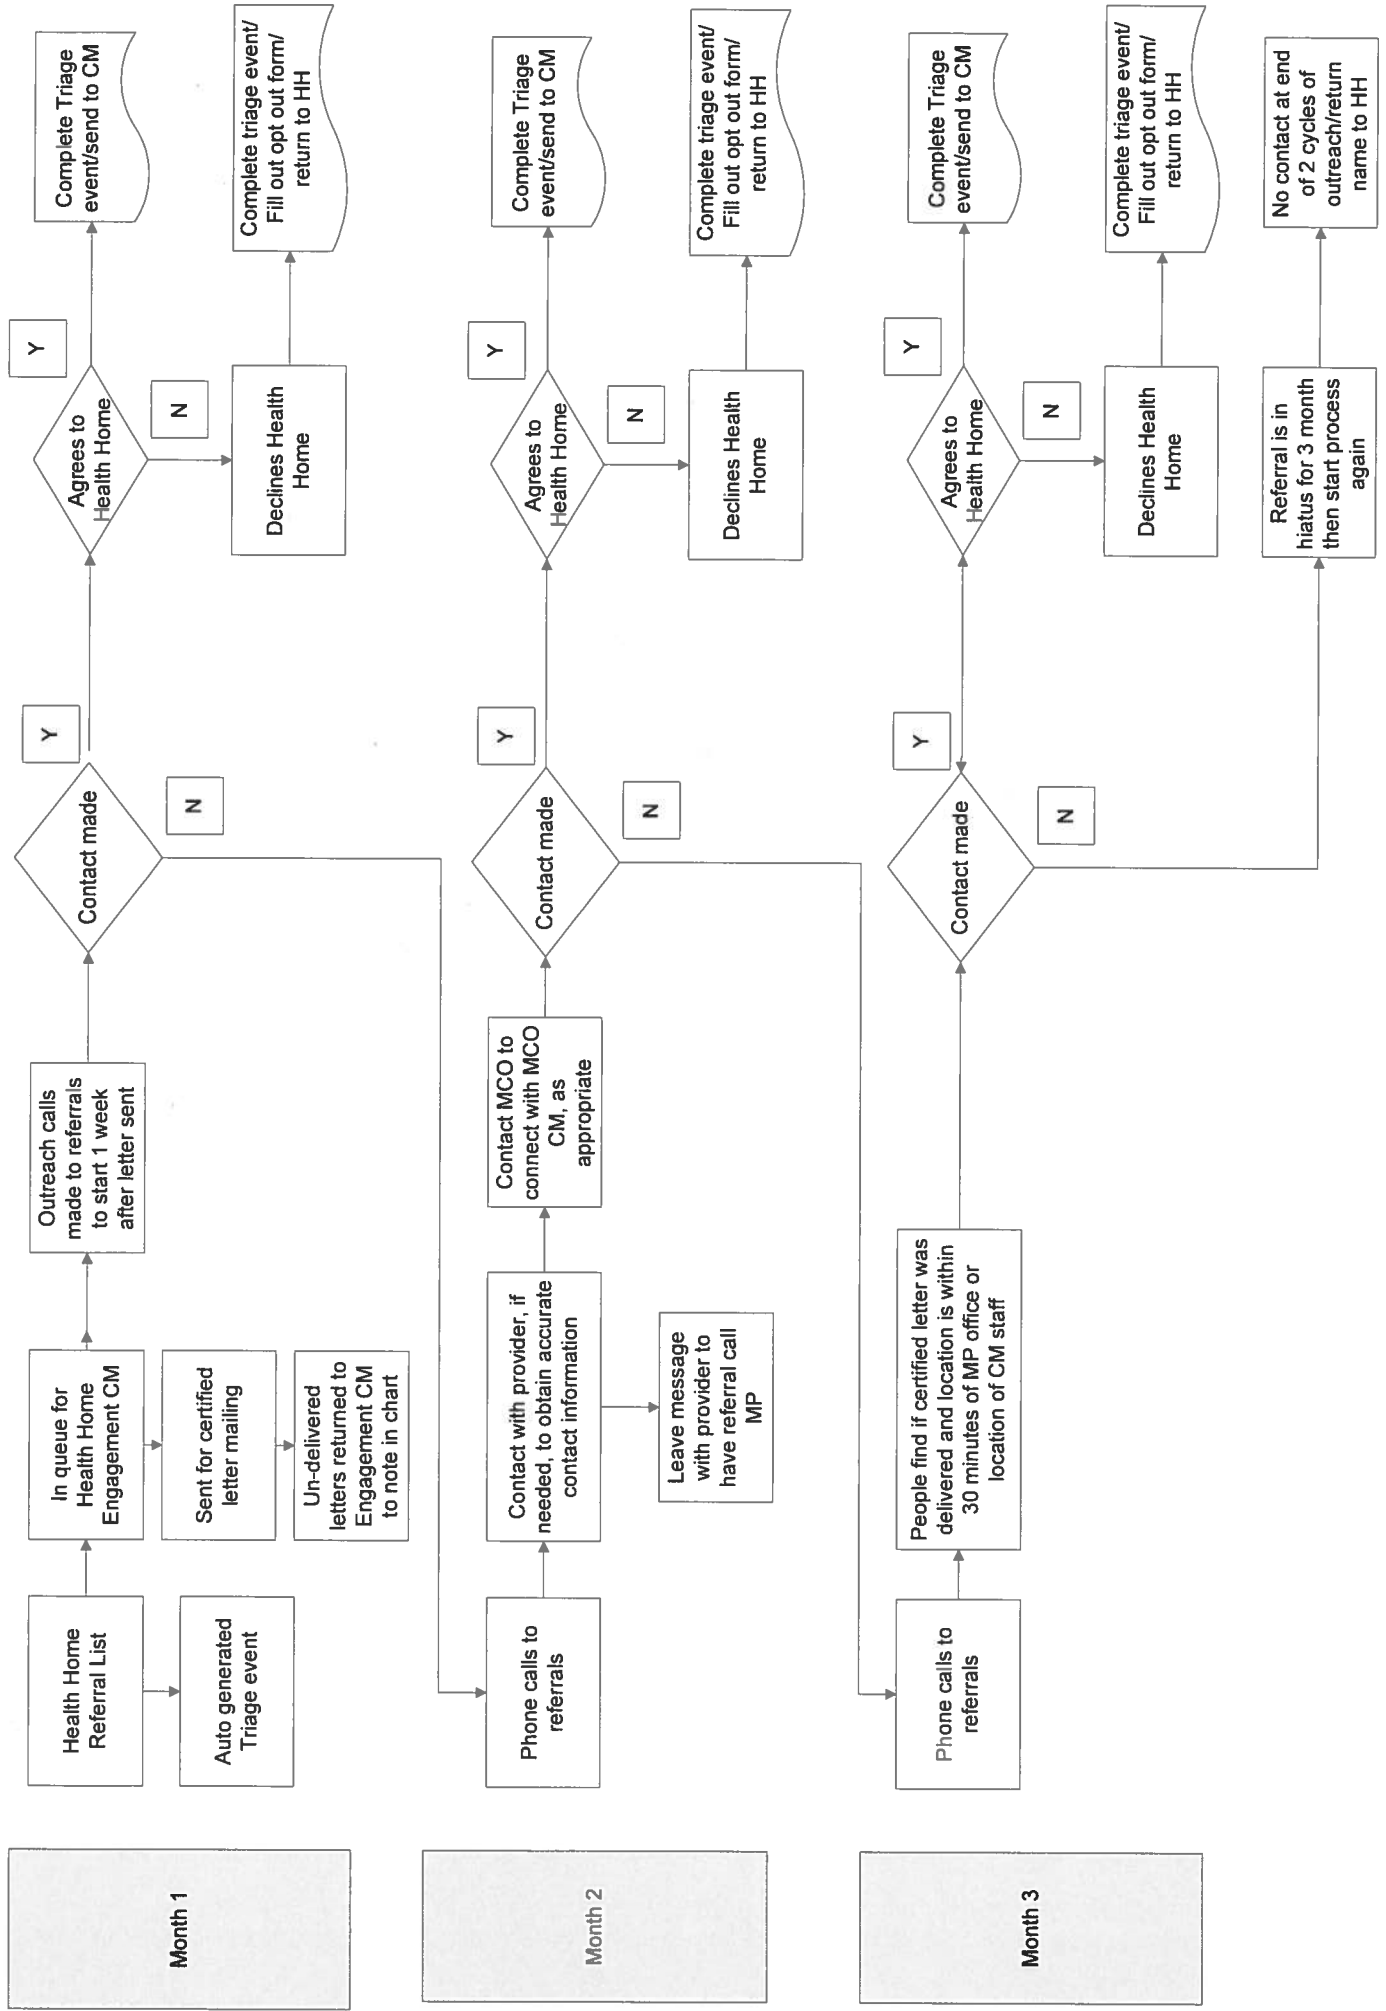 Month 1
Health Home
Referral List
Auto generated
Triage event
In queue for
Health Home
Engagement CM
Sent for certified
letter mailing
Un-delivered
letters returned to
Engagement CM
to note in chart
Outreach calls
made to referrals
to start 1 week
after letter sent
Contact made
Y
N
Agrees to
Health Home
Y
N
Complete Triage
event/send to CM
Declines Health
Home
Complete triage event/
Fill out opt out form/
return to HH
Month 2
Phone calls to
referrals
Contact with provider, if
needed, to obtain accurate
contact information
Leave message
with provider to
have referral call
MP
Contact MCO to
connect with MCO
CM, as
appropriate
Contact made
Y
N
Agrees to
Health Home
Y
N
Complete Triage
event/send to CM
Declines Health
Home
Complete triage event/
Fill out opt out form/
return to HH
Month 3
Phone calls to
referrals
People find if certified letter was
delivered and location is within
30 minutes of MP office or
location of CM staff
Contact made
Y
N
Agrees to
Health Home
Y
N
Complete Triage
event/send to CM
Declines Health
Home
Complete triage event/
Fill out opt out form/
return to HH
Referral is in
hiatus for 3 month
then start process
again
No contact at end
of 2 cycles of
outreach/return
name to HH